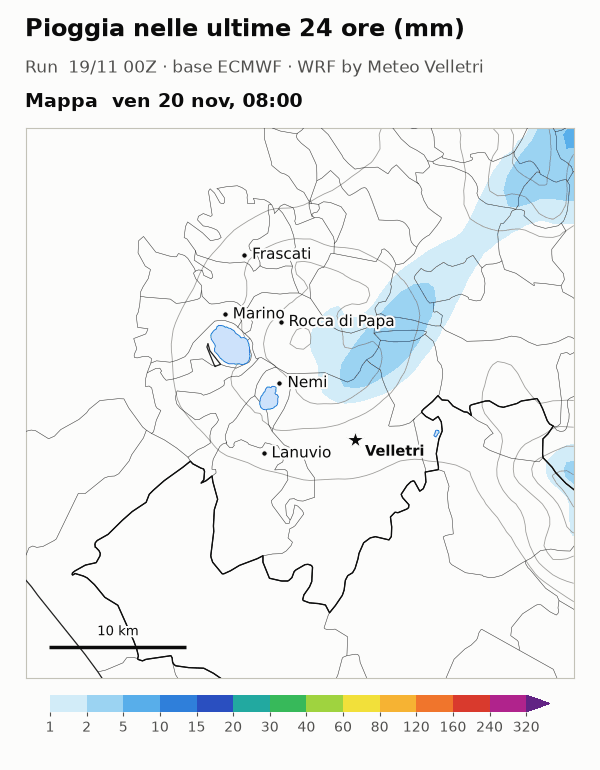 Pioggia nelle ultime 24 ore (mm)
Run  19/11 00Z · base ECMWF · WRF by Meteo Velletri
Mappa  ven 20 nov, 08:00
Frascati
Marino
Rocca di Papa
Nemi
Lanuvio
Velletri
10 km
1 2 5 10 15 20 30 40 60 80 120 160 240 320